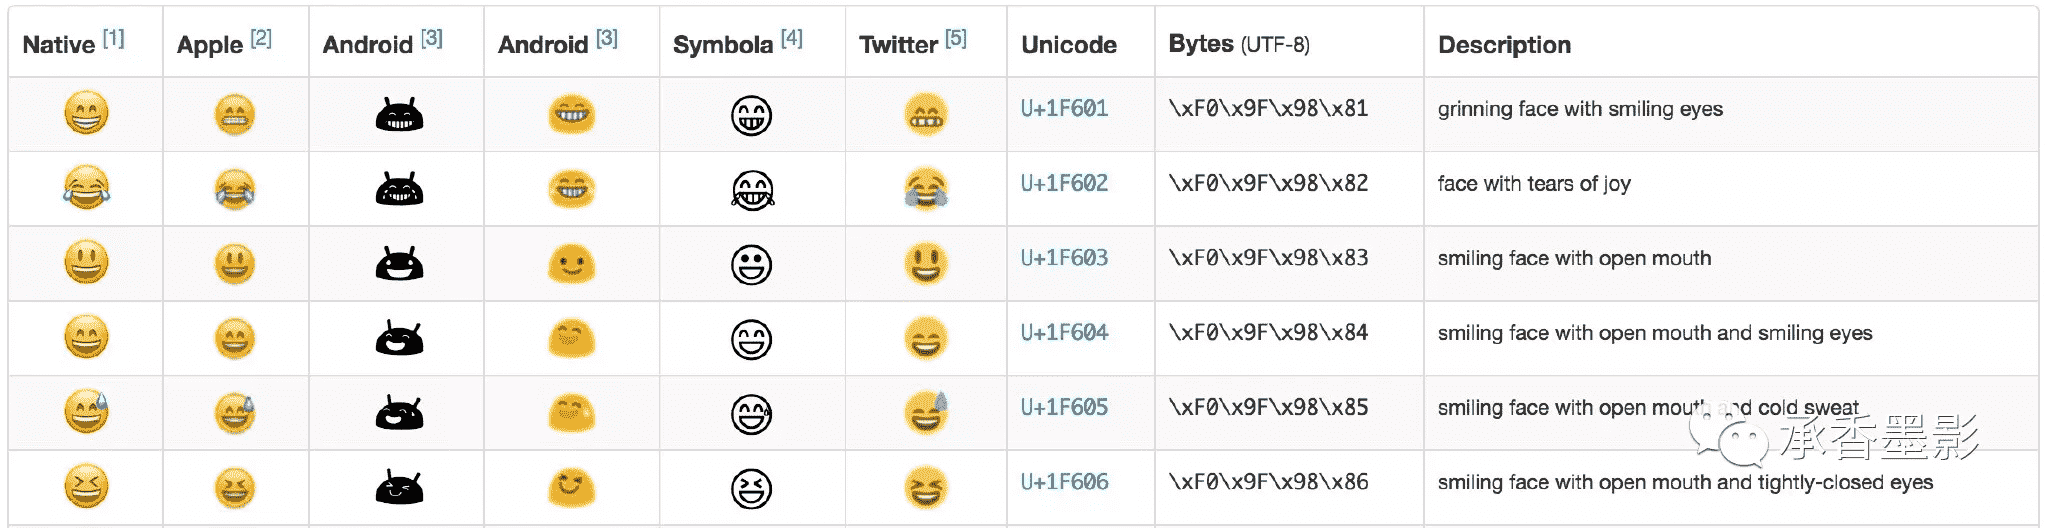 Native [1] Apple [2] Android [3] Android [3] Symbola [4] Twitter [5] Unicode Bytes (UTF-8) Description
U+1F601 \xF0\x9F\x98\x81 grinning face with smiling eyes
U+1F602 \xF0\x9F\x98\x82 face with tears of joy
U+1F603 \xF0\x9F\x98\x83 smiling face with open mouth
U+1F604 \xF0\x9F\x98\x84 smiling face with open mouth and smiling eyes
U+1F605 \xF0\x9F\x98\x85 smiling face with open mouth and cold sweat
承香墨影
U+1F606 \xF0\x9F\x98\x86 smiling face with open mouth and tightly-closed eyes